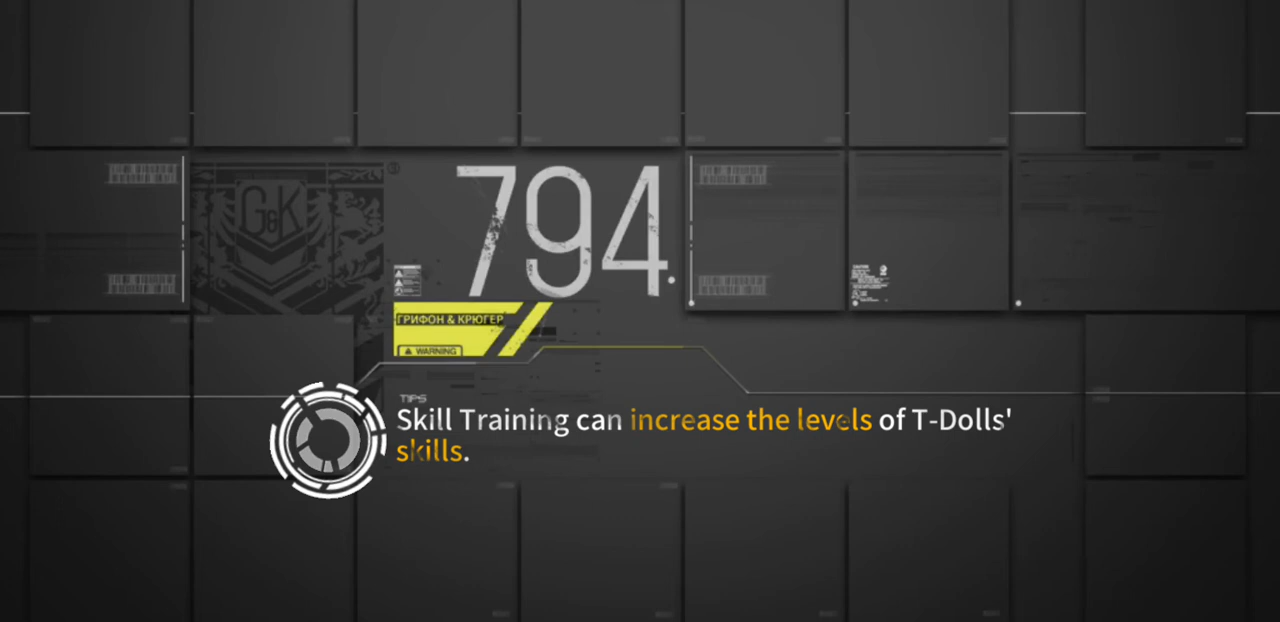 G&K
794.
ГРИФОН & КРЮГЕР
WARNING
TIPS
Skill Training can increase the levels of T-Dolls'
skills.